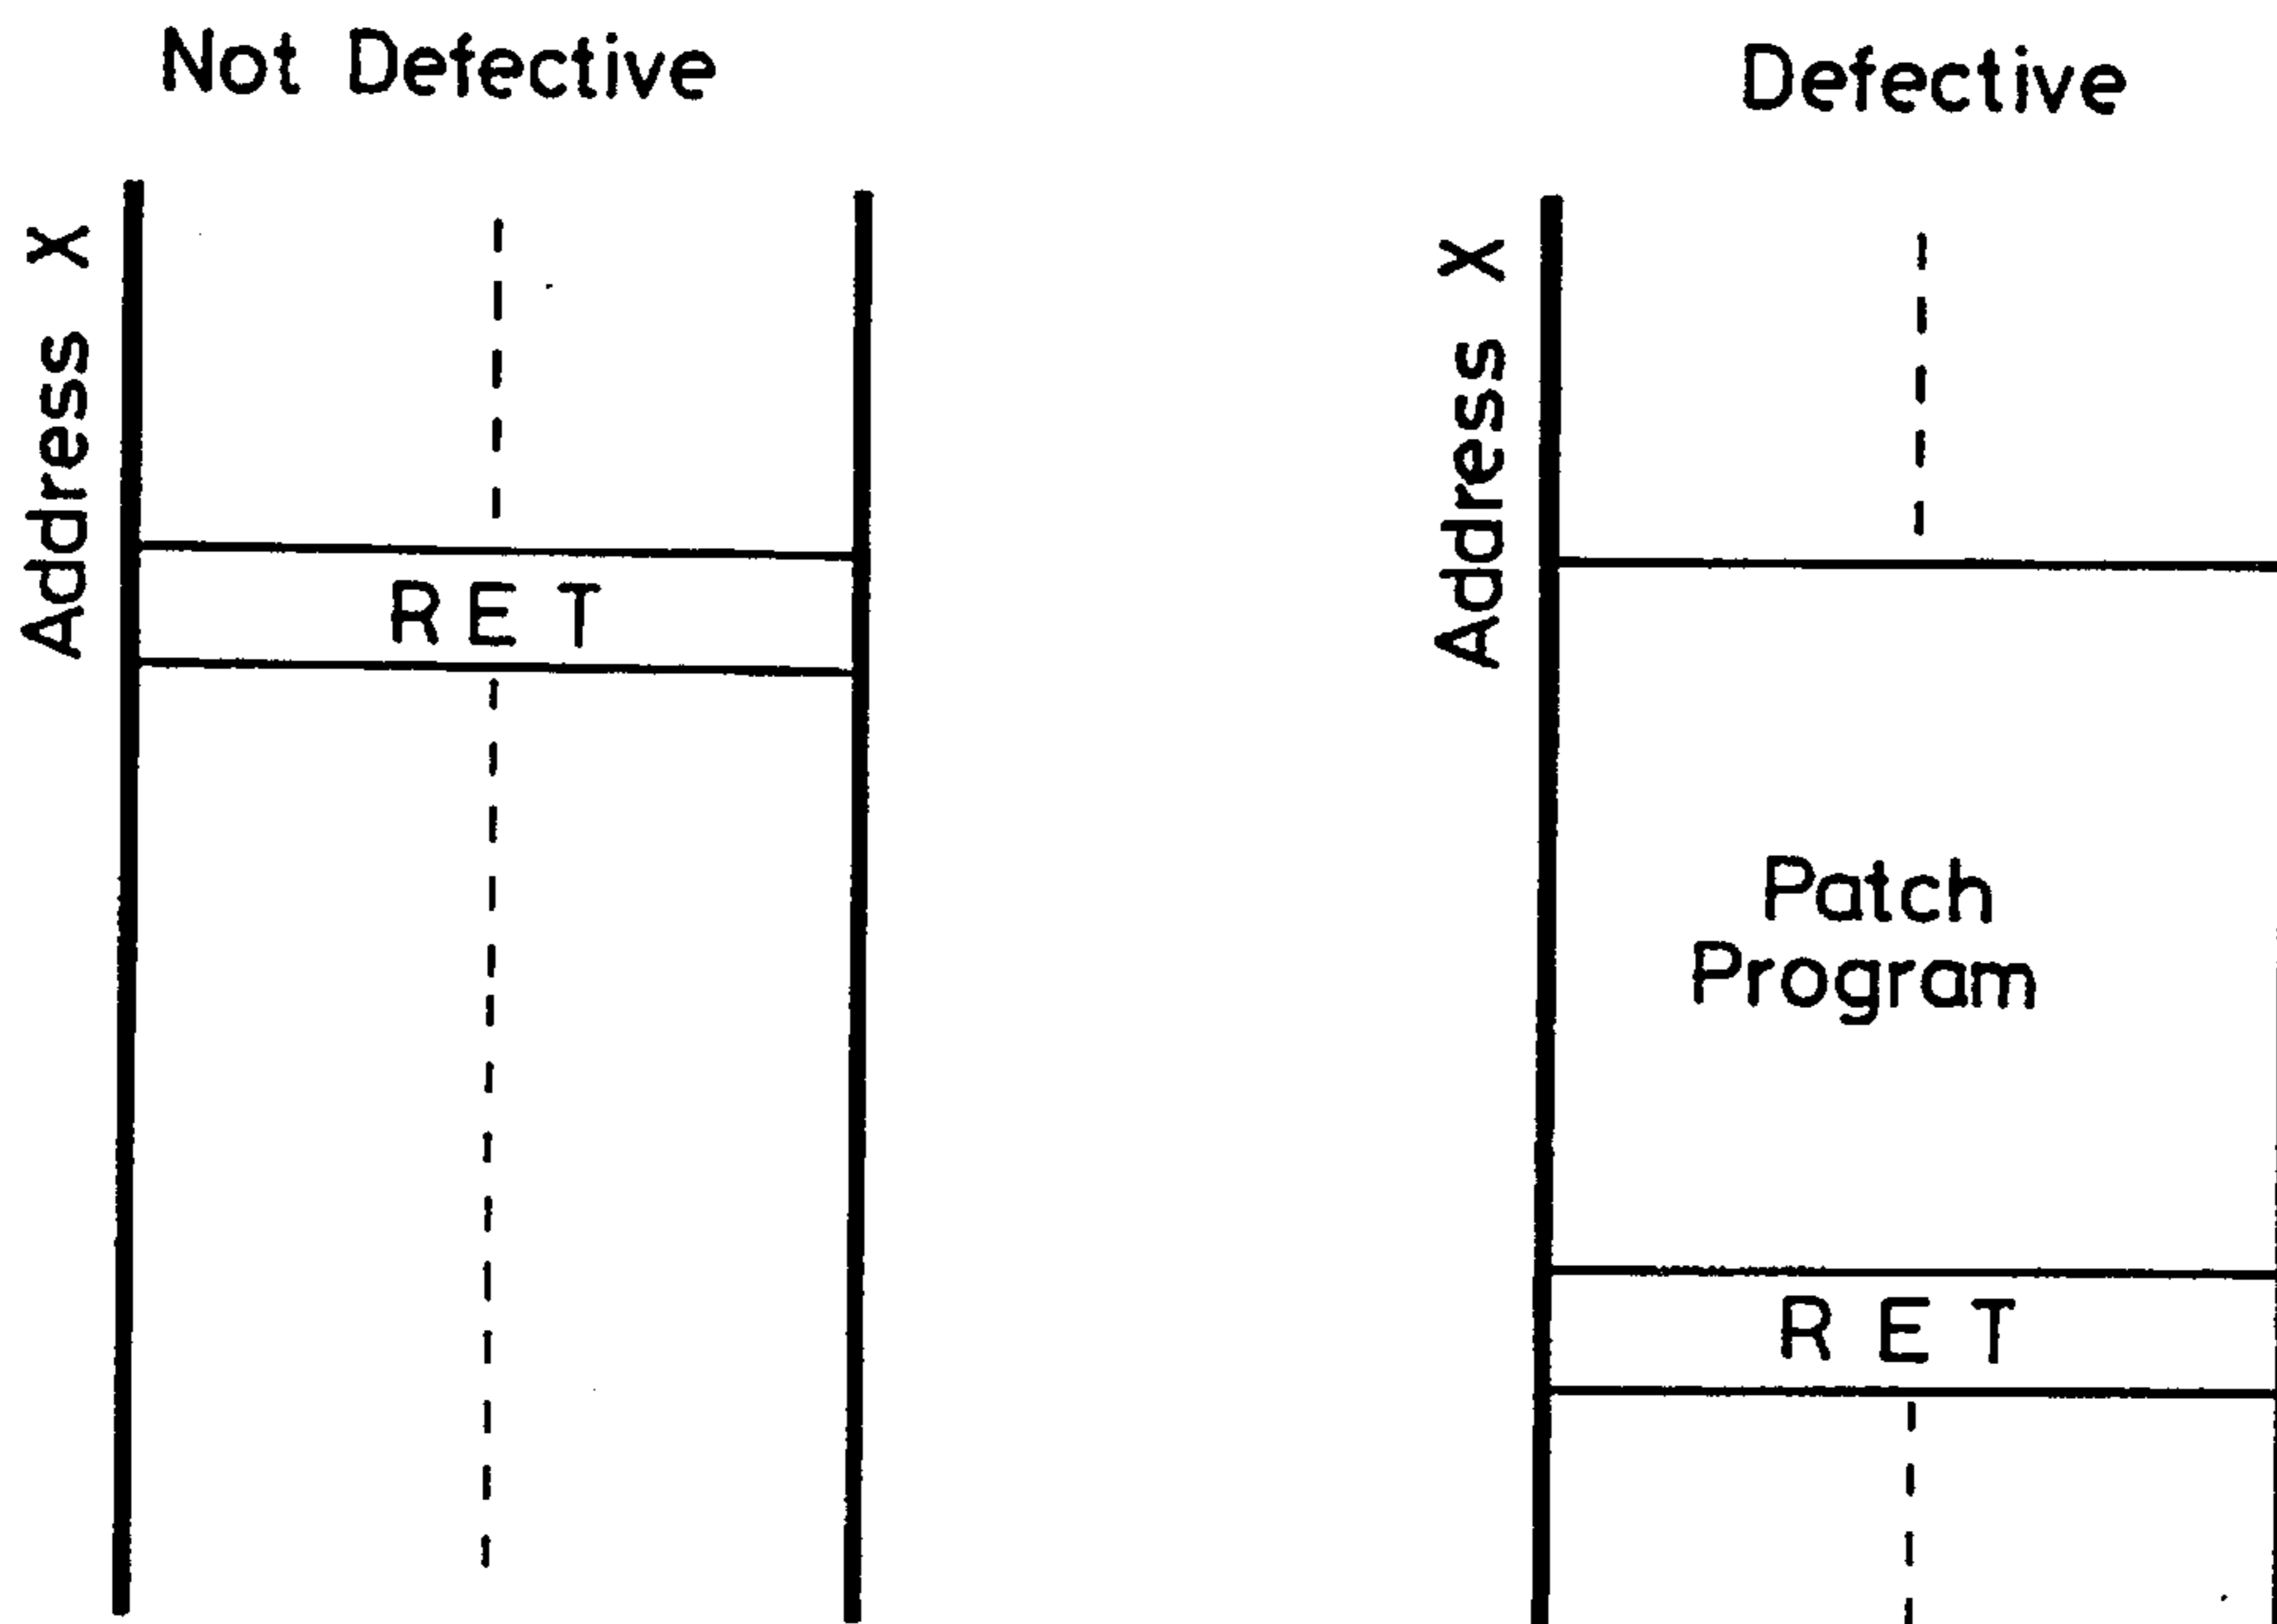 Not Defective
Address X
RET
Defective
Address X
Patch
Program
RET